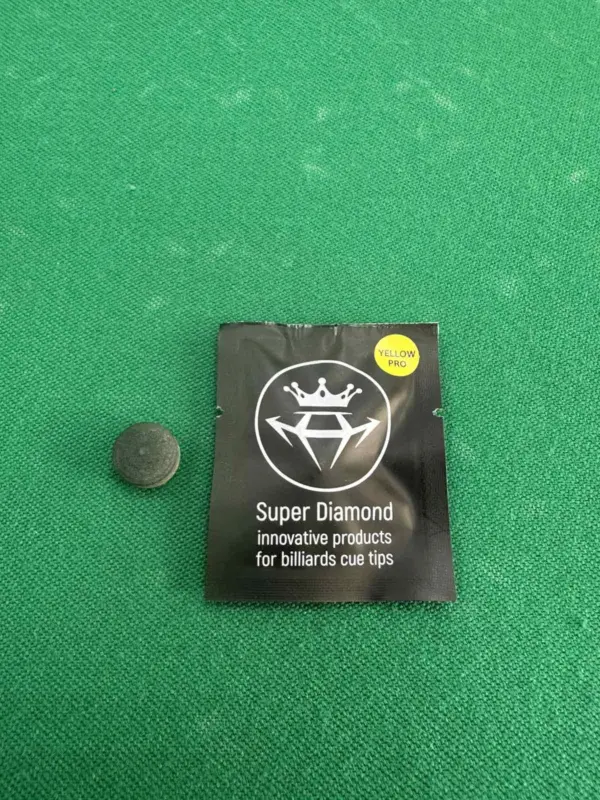 YELLOW
PRO
Super Diamond
innovative products
for billiards cue tips